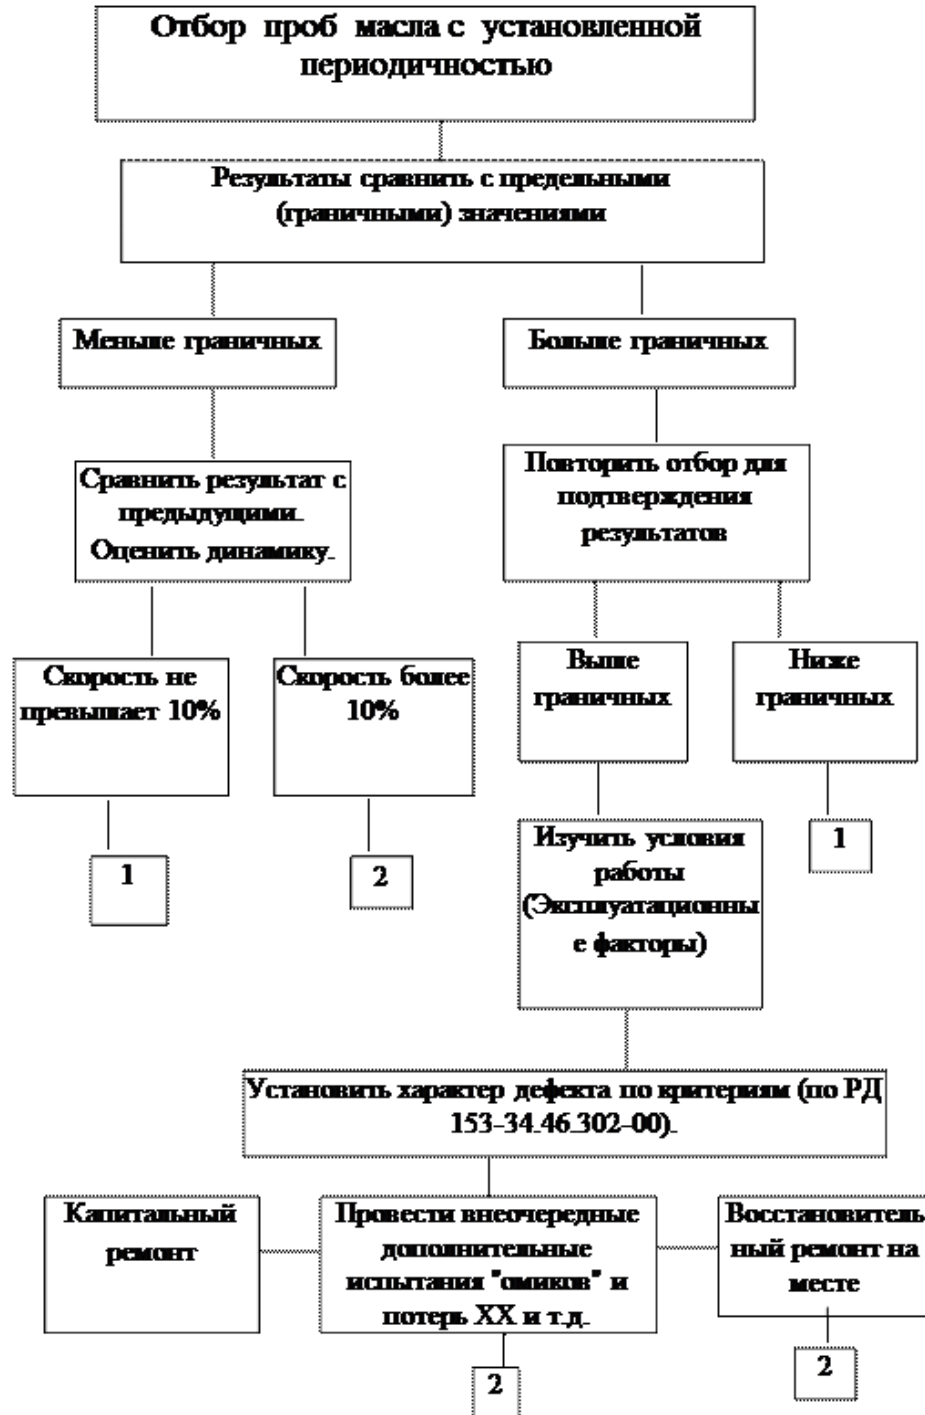 Отбор проб масла с установленной
периодичностью
Результаты сравнить с предельными
(граничными) значениями
Меньше граничных
Больше граничных
Сравнить результат с
предыдущими.
Оценить динамику.
Повторить отбор для
подтверждения
результатов
Скорость не
превышает 10%
Скорость более
10%
Выше
граничных
Ниже
граничных
1
2
Изучить условия
работы
(Эксплуатационны
е факторы)
1
Установить характер дефекта по критериям (по РД
153-34.46.302-00).
Капитальный
ремонт
Провести внеочередные
дополнительные
испытания "омиков" и
потерь ХХ и т.д.
Восстановитель
ный ремонт на
месте
2
2